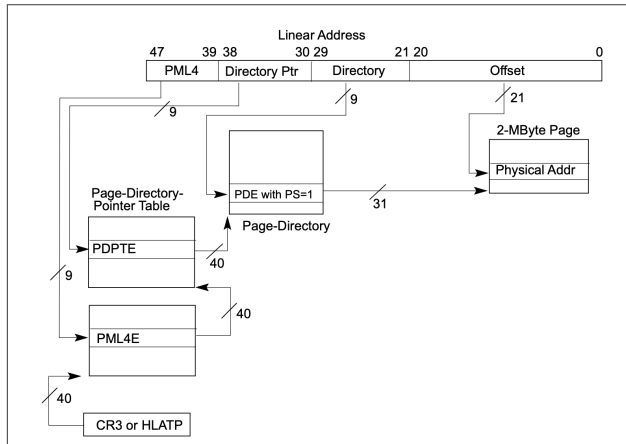 Linear Address
47 39 38 30 29 21 20 0
PML4 Directory Ptr Directory Offset
9 9 21
2-MByte Page
Physical Addr
PDE with PS=1
31
Page-Directory
Page-Directory-
Pointer Table
PDPTE
40
9
40
PML4E
40
CR3 or HLATP